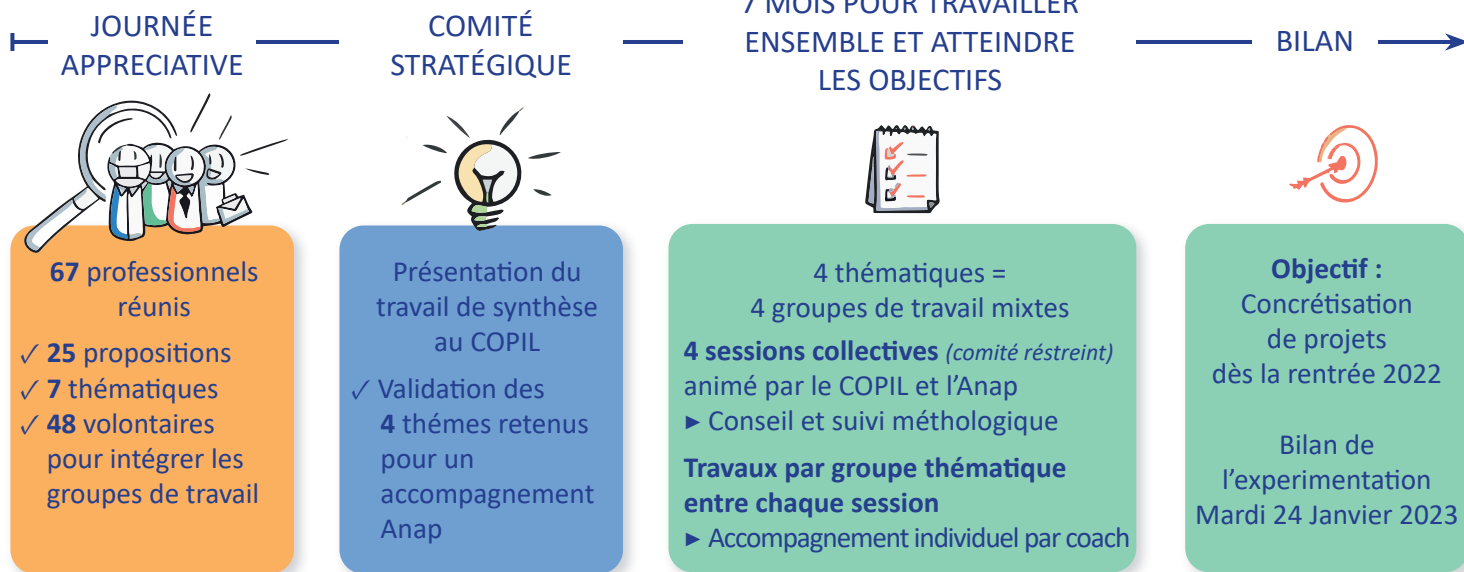 JOURNÉE
APPRECIATIVE
67 professionnels
réunis
✓ 25 propositions
✓ 7 thématiques
✓ 48 volontaires
pour intégrer les
groupes de travail
COMITÉ
STRATÉGIQUE
Présentation du
travail de synthèse
au COPIL
✓ Validation des
4 thémes retenus
pour un
accompagnement
Anap
7 MOIS POUR TRAVAILLER
ENSEMBLE ET ATTEINDRE
LES OBJECTIFS
4 thématiques =
4 groupes de travail mixtes
4 sessions collectives (comité réstreint)
animé par le COPIL et l'Anap
► Conseil et suivi méthologique
Travaux par groupe thématique
entre chaque session
► Accompagnement individuel par coach
BILAN
Objectif :
Concrétisation
de projets
dès la rentrée 2022
Bilan de
l'experimentation
Mardi 24 Janvier 2023